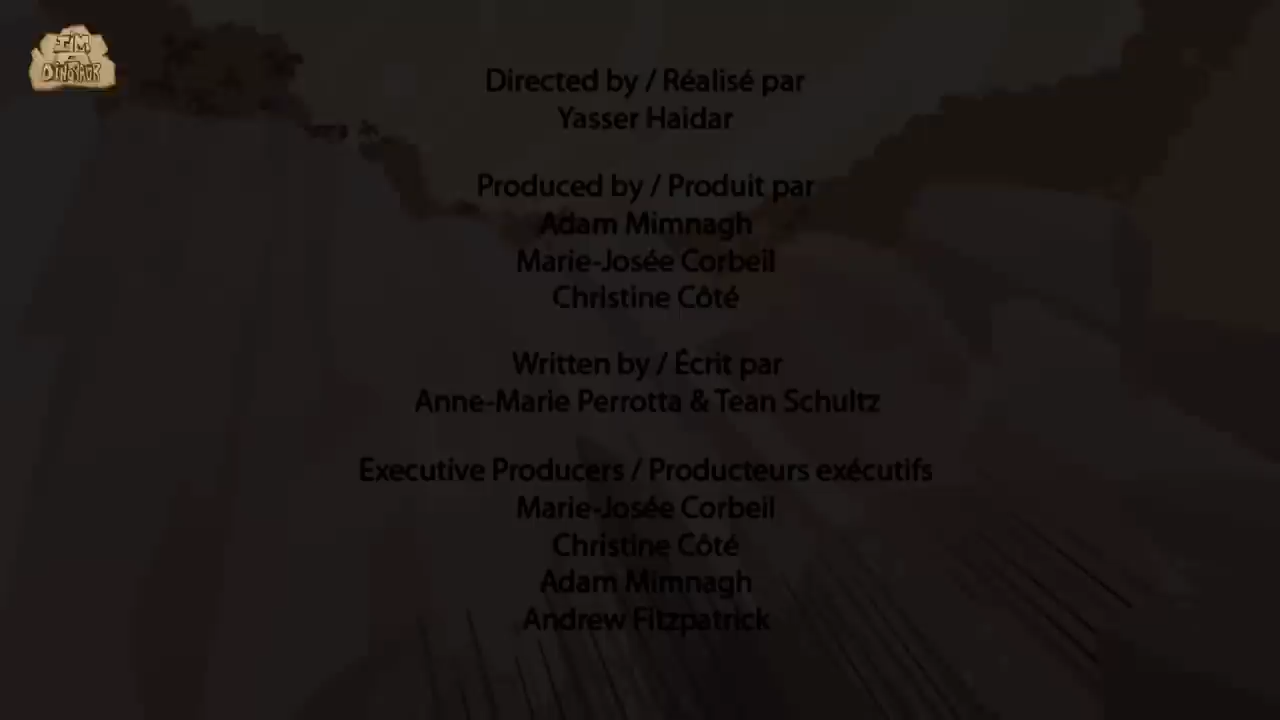 I'M
A
DINOSAUR
Directed by / Réalisé par
Yasser Haidar
Produced by / Produit par
Adam Mimnagh
Marie-Josée Corbeil
Christine Côté
Written by / Écrit par
Anne-Marie Perrotta & Tean Schultz
Executive Producers / Producteurs exécutifs
Marie-Josée Corbeil
Christine Côté
Adam Mimnagh
Andrew Fitzpatrick